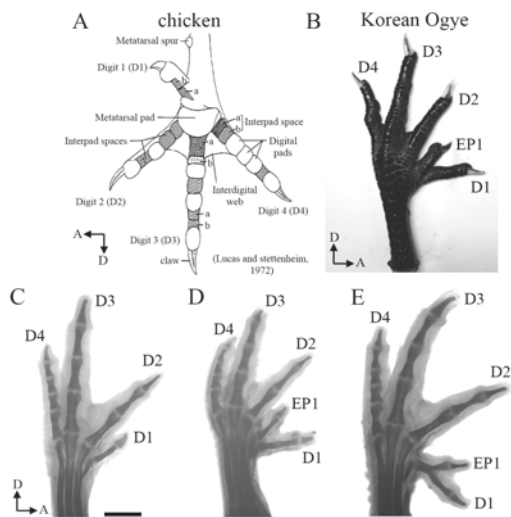 A
chicken
Metatarsal spur
Digit 1 (D1)
b
a
Metatarsal pad
Interpad spaces
a
b
Interpad space
Digital
pads
a
b
Interdigital
web
Digit 2 (D2)
Digit 4 (D4)
a
b
Digit 3 (D3)
claw
(Lucas and stettenheim,
1972)
A
D
B
Korean Ogye
D3
D4
D2
EP1
D1
D
A
C
D3
D4
D2
D1
D
A
D
D3
D4
D2
EP1
D1
E
D3
D4
D2
EP1
D1